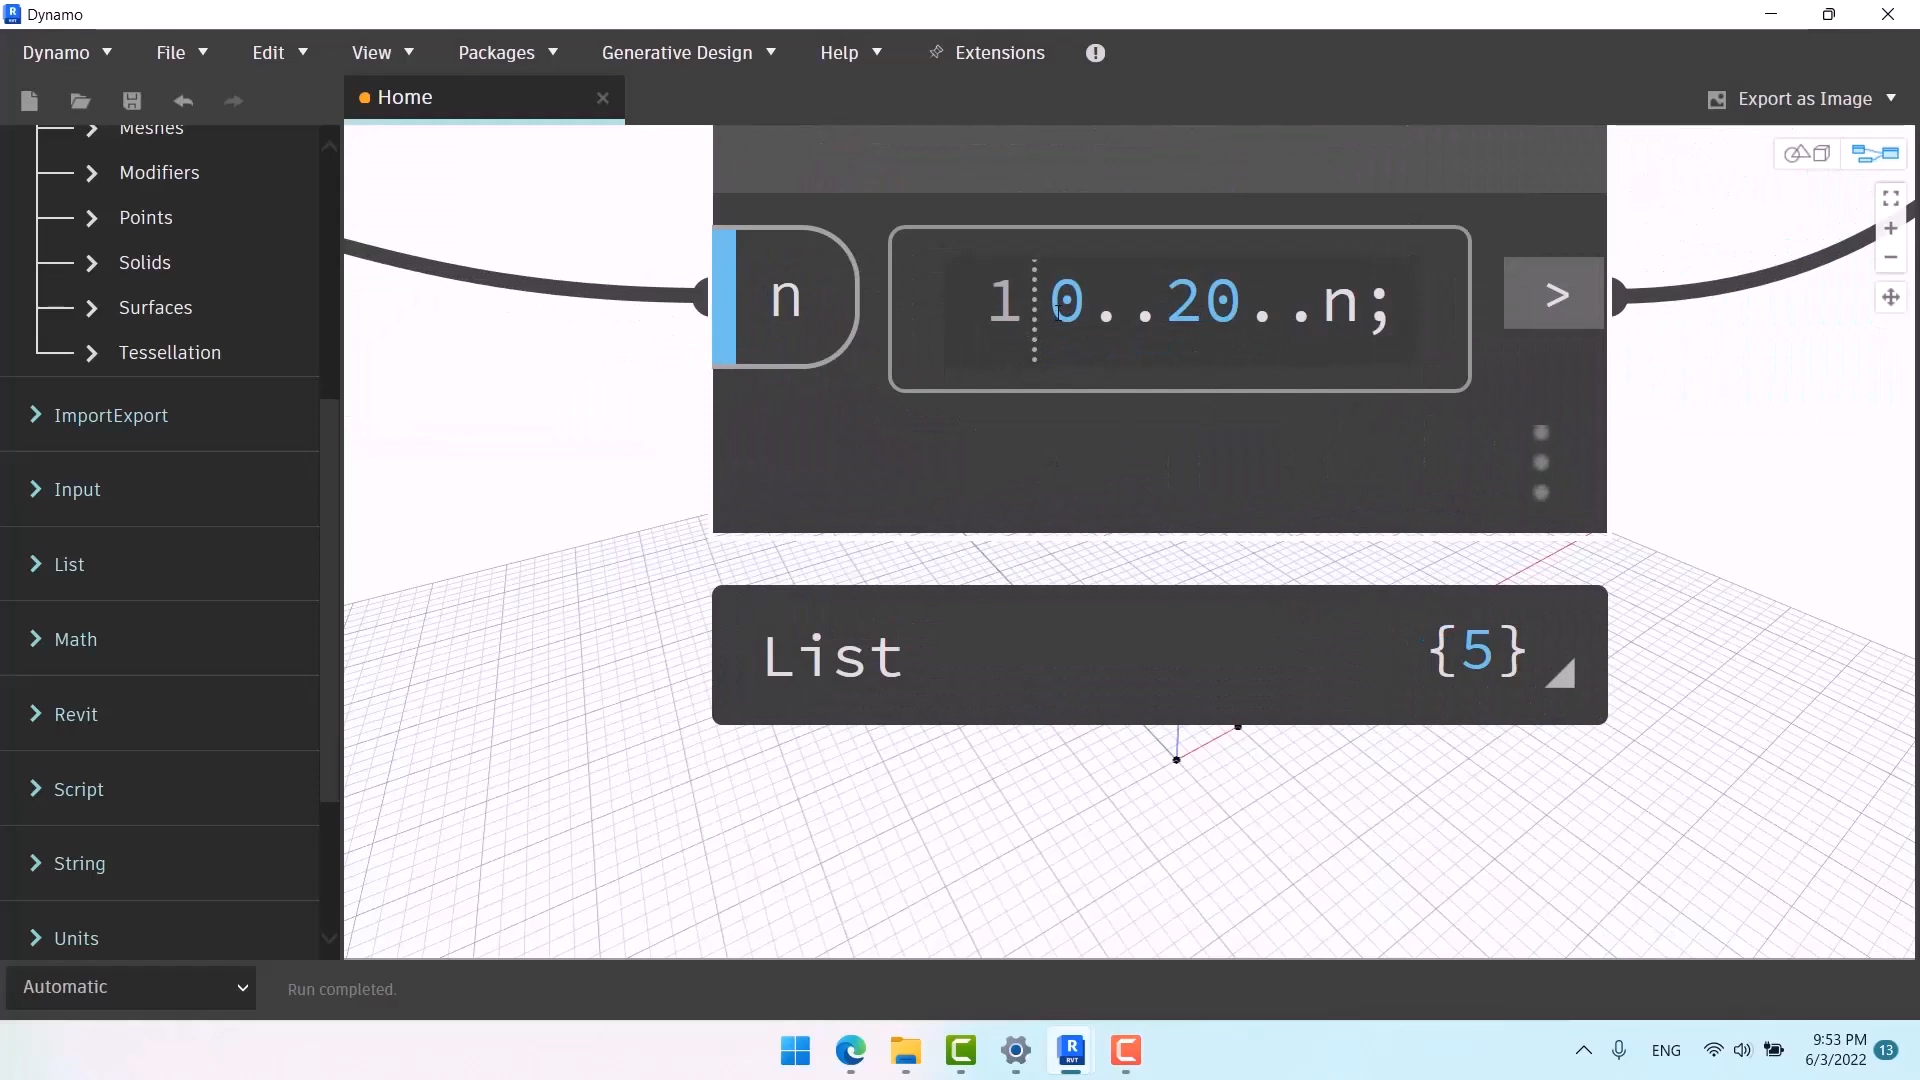 Dynamo
Dynamo File Edit View Packages Generative Design Help Extensions
Home
Export as Image
Meshes
Modifiers
Points
Solids
Surfaces
Tessellation
ImportExport
Input
List
Math
Revit
Script
String
Units
n
1 0..20..n;
>
List {5}
Automatic
Run completed.
R
RVT
ENG
9:53 PM
6/3/2022
13